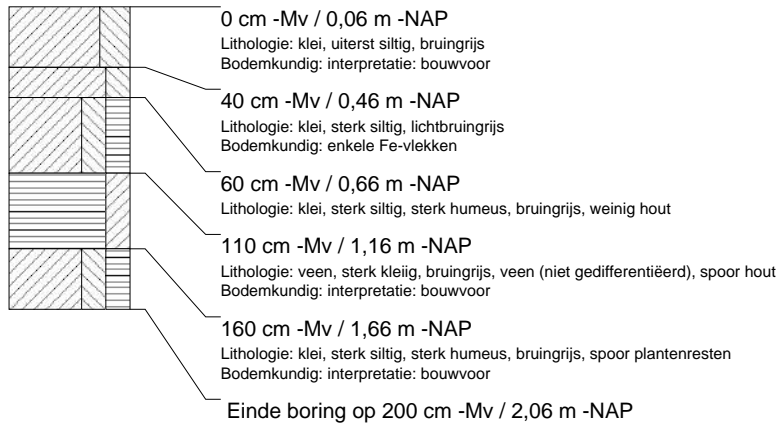 0 cm -Mv / 0,06 m -NAP
Lithologie: klei, uiterst siltig, bruingrijs
Bodemkundig: interpretatie: bouwvoor
40 cm -Mv / 0,46 m -NAP
Lithologie: klei, sterk siltig, lichtbruingrijs
Bodemkundig: enkele Fe-vlekken
60 cm -Mv / 0,66 m -NAP
Lithologie: klei, sterk siltig, sterk humeus, bruingrijs, weinig hout
110 cm -Mv / 1,16 m -NAP
Lithologie: veen, sterk kleiig, bruingrijs, veen (niet gedifferentiëerd), spoor hout
Bodemkundig: interpretatie: bouwvoor
160 cm -Mv / 1,66 m -NAP
Lithologie: klei, sterk siltig, sterk humeus, bruingrijs, spoor plantenresten
Bodemkundig: interpretatie: bouwvoor
Einde boring op 200 cm -Mv / 2,06 m -NAP